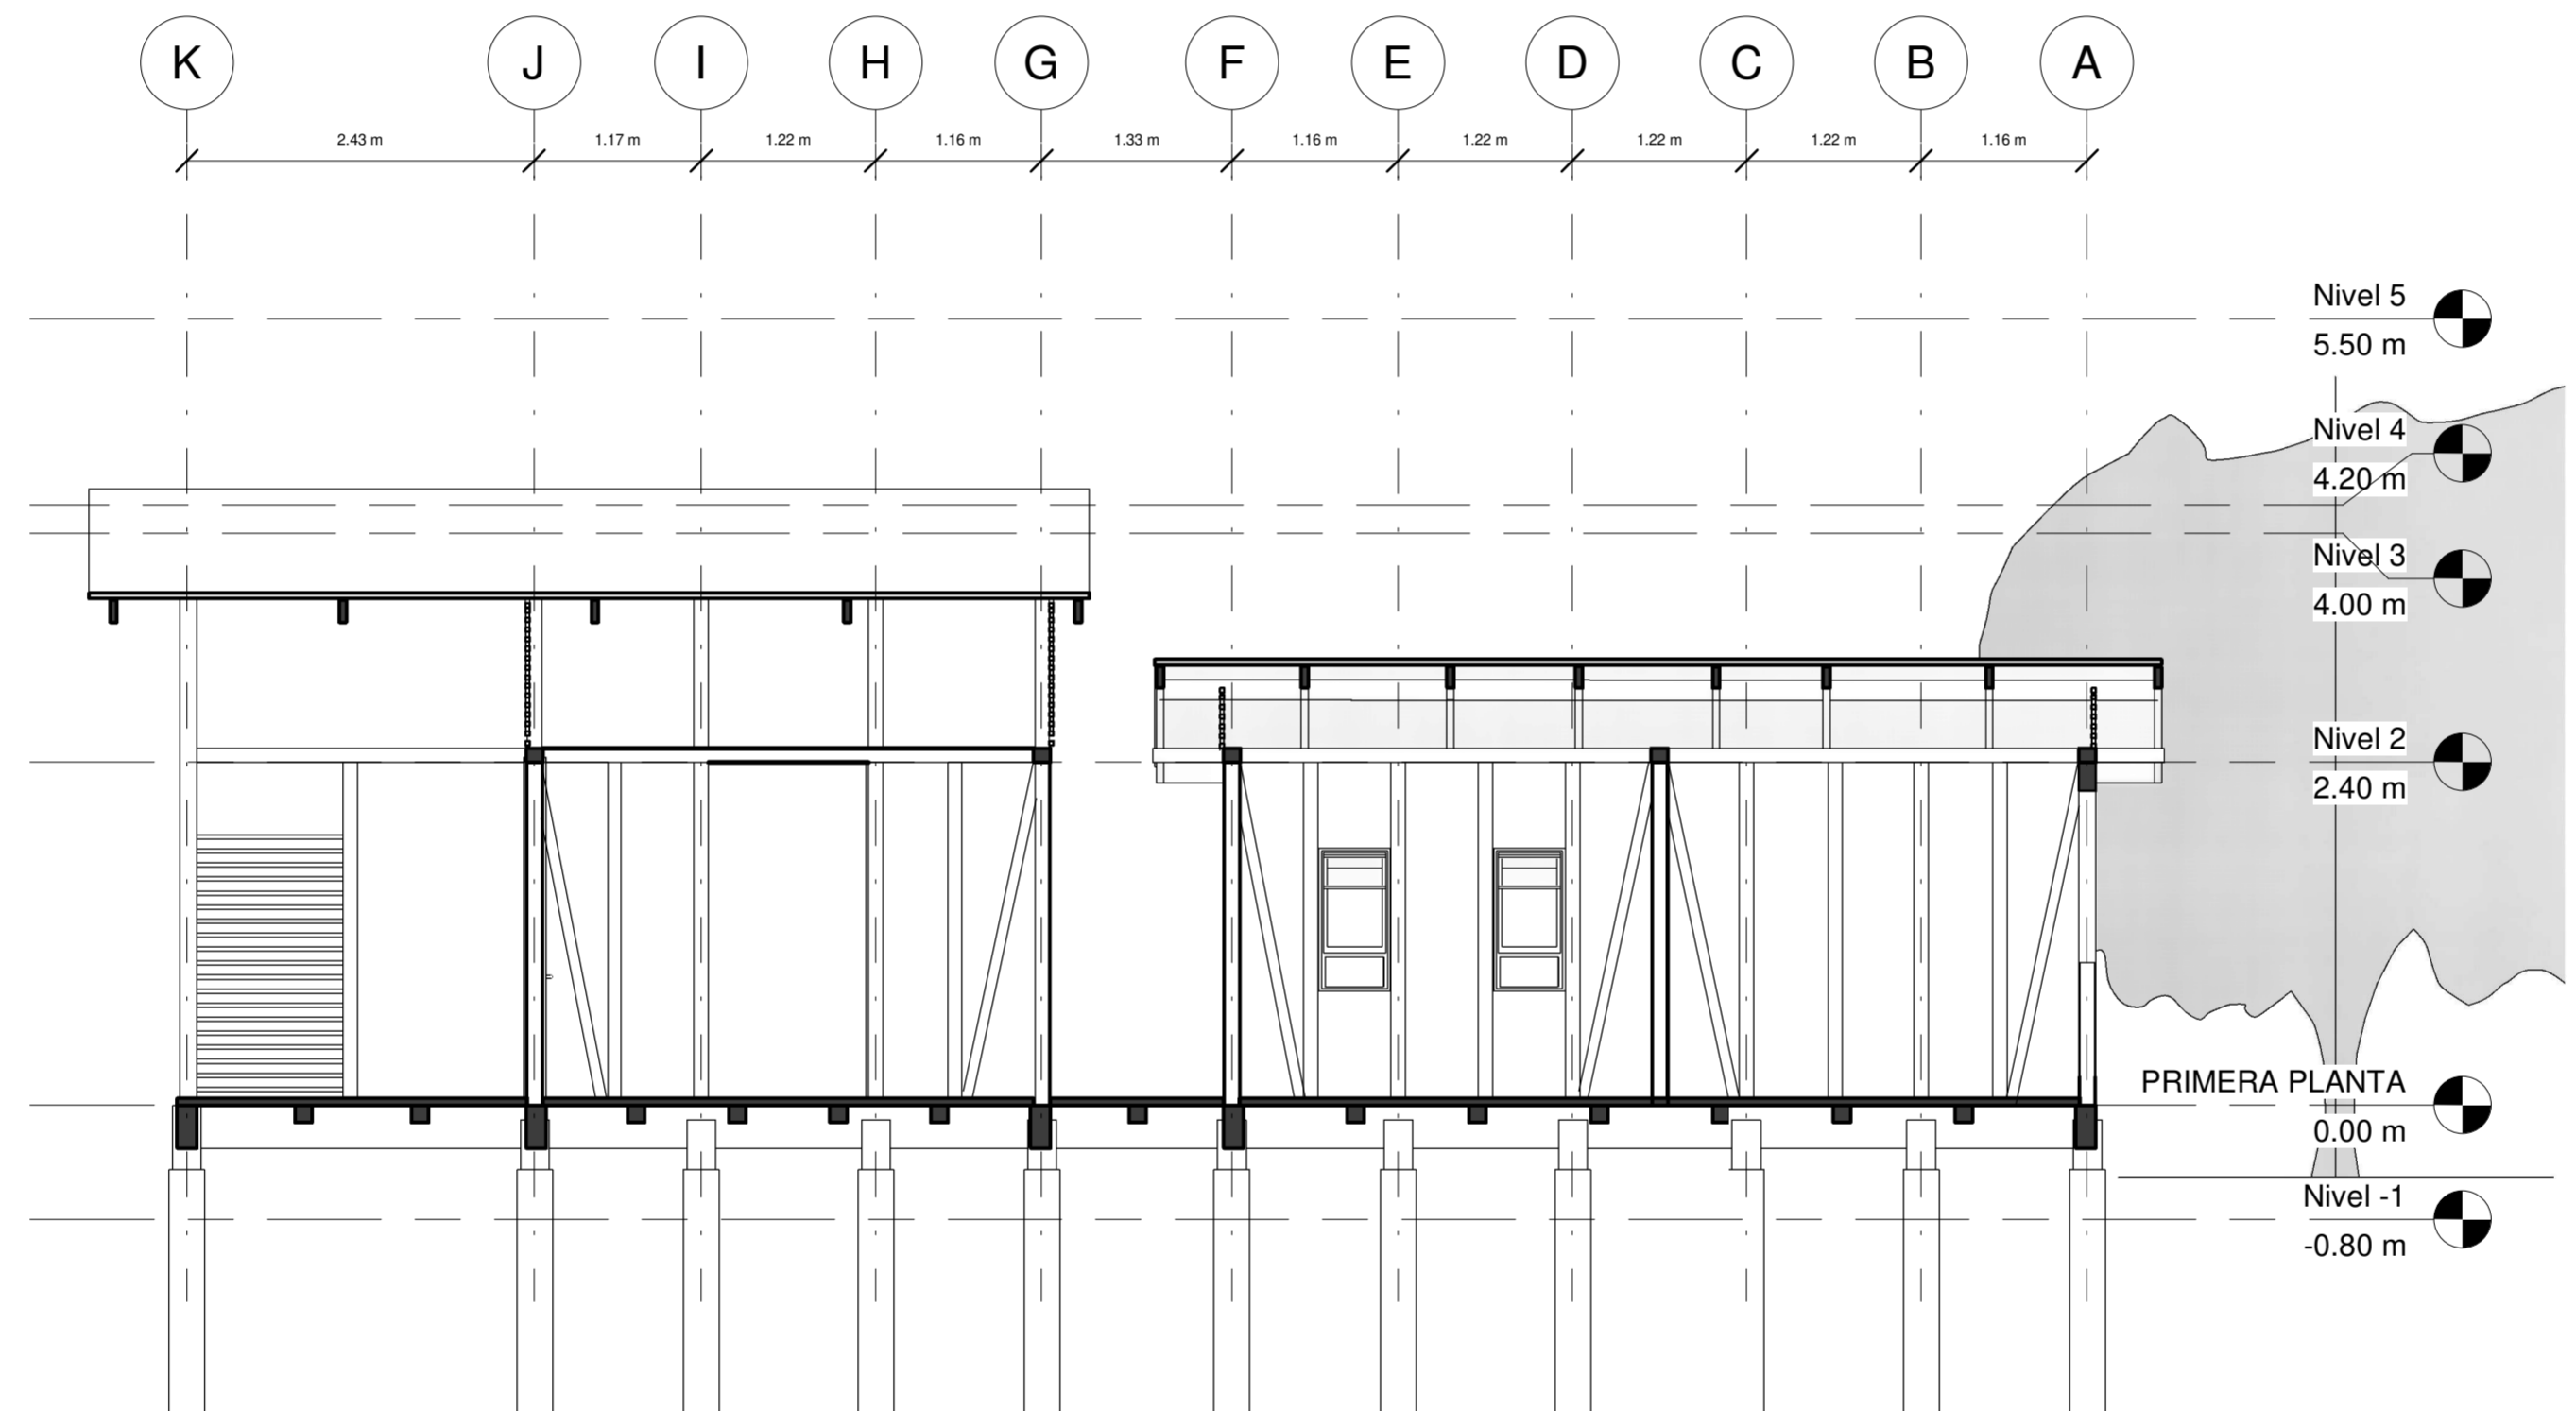 K J I H G F E D C B A
2.43 m 1.17 m 1.22 m 1.16 m 1.33 m 1.16 m 1.22 m 1.22 m 1.22 m 1.16 m
Nivel 5
5.50 m
Nivel 4
4.20 m
Nivel 3
4.00 m
Nivel 2
2.40 m
PRIMERA PLANTA
0.00 m
Nivel -1
-0.80 m